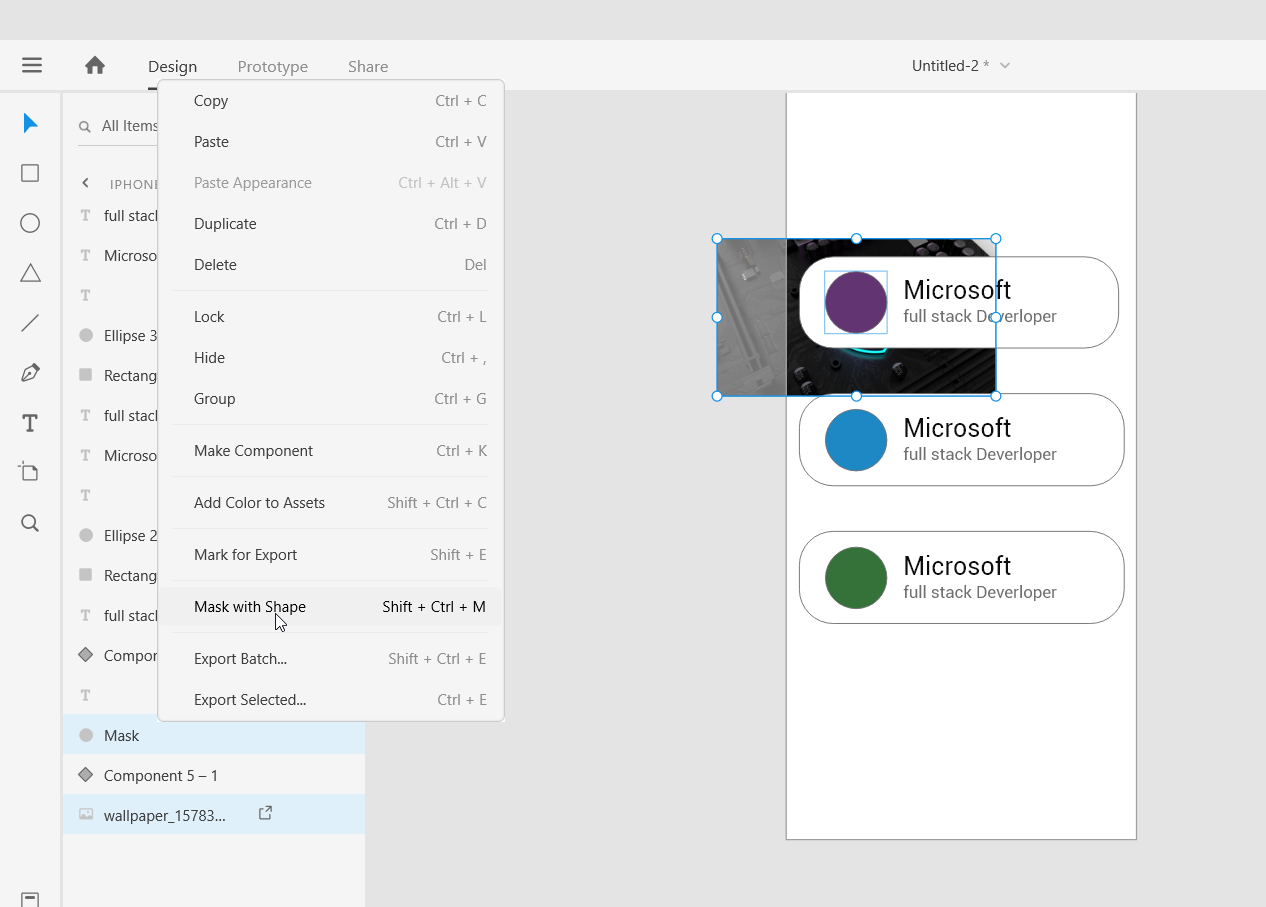 Design Prototype Share Untitled-2 *
All Items
IPHONE
full stack
Microso
T
Ellipse 3
Rectang
full stack
Microso
T
Ellipse 2
Rectang
full stack
Compor
T
Mask
Component 5 – 1
wallpaper_15783...
Copy Ctrl + C
Paste Ctrl + V
Paste Appearance Ctrl + Alt + V
Duplicate Ctrl + D
Delete Del
Lock Ctrl + L
Hide Ctrl + ,
Group Ctrl + G
Make Component Ctrl + K
Add Color to Assets Shift + Ctrl + C
Mark for Export Shift + E
Mask with Shape Shift + Ctrl + M
Export Batch... Shift + Ctrl + E
Export Selected... Ctrl + E
Microsoft
full stack Deverloper
Microsoft
full stack Deverloper
Microsoft
full stack Deverloper